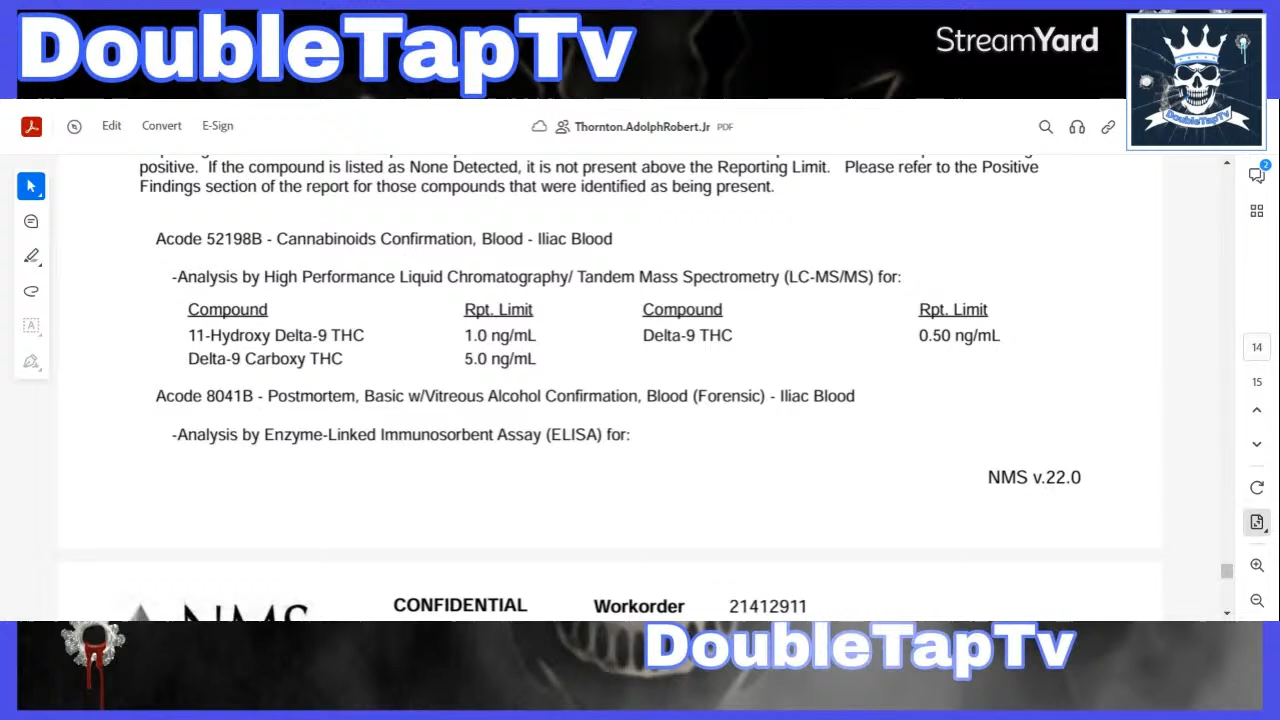 DoubleTapTv
StreamYard
DoubleTapTv
Edit Convert E-Sign
Thornton.AdolphRobert.Jr PDF
positive. If the compound is listed as None Detected, it is not present above the Reporting Limit. Please refer to the Positive
Findings section of the report for those compounds that were identified as being present.
2
Acode 52198B - Cannabinoids Confirmation, Blood - Iliac Blood
-Analysis by High Performance Liquid Chromatography/ Tandem Mass Spectrometry (LC-MS/MS) for:
Compound Rpt. Limit Compound Rpt. Limit
11-Hydroxy Delta-9 THC 1.0 ng/mL Delta-9 THC 0.50 ng/mL
Delta-9 Carboxy THC 5.0 ng/mL
14
15
Acode 8041B - Postmortem, Basic w/Vitreous Alcohol Confirmation, Blood (Forensic) - Iliac Blood
-Analysis by Enzyme-Linked Immunosorbent Assay (ELISA) for:
NMS v.22.0
NMS CONFIDENTIAL Workorder 21412911
DoubleTapTv